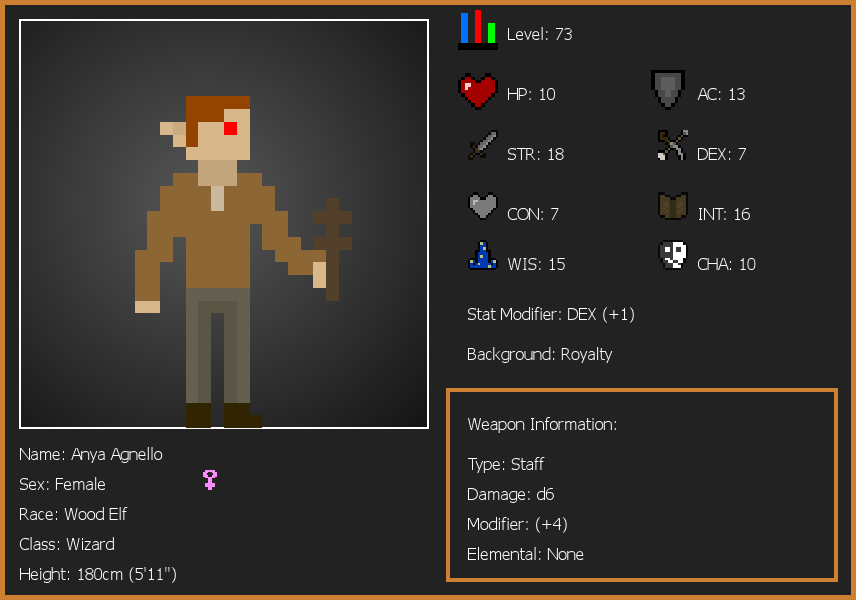 Level: 73
HP: 10
AC: 13
STR: 18
DEX: 7
CON: 7
INT: 16
WIS: 15
CHA: 10
Stat Modifier: DEX (+1)
Background: Royalty
Weapon Information:
Type: Staff
Damage: d6
Modifier: (+4)
Elemental: None
Name: Anya Agnello
Sex: Female
Race: Wood Elf
Class: Wizard
Height: 180cm (5'11")